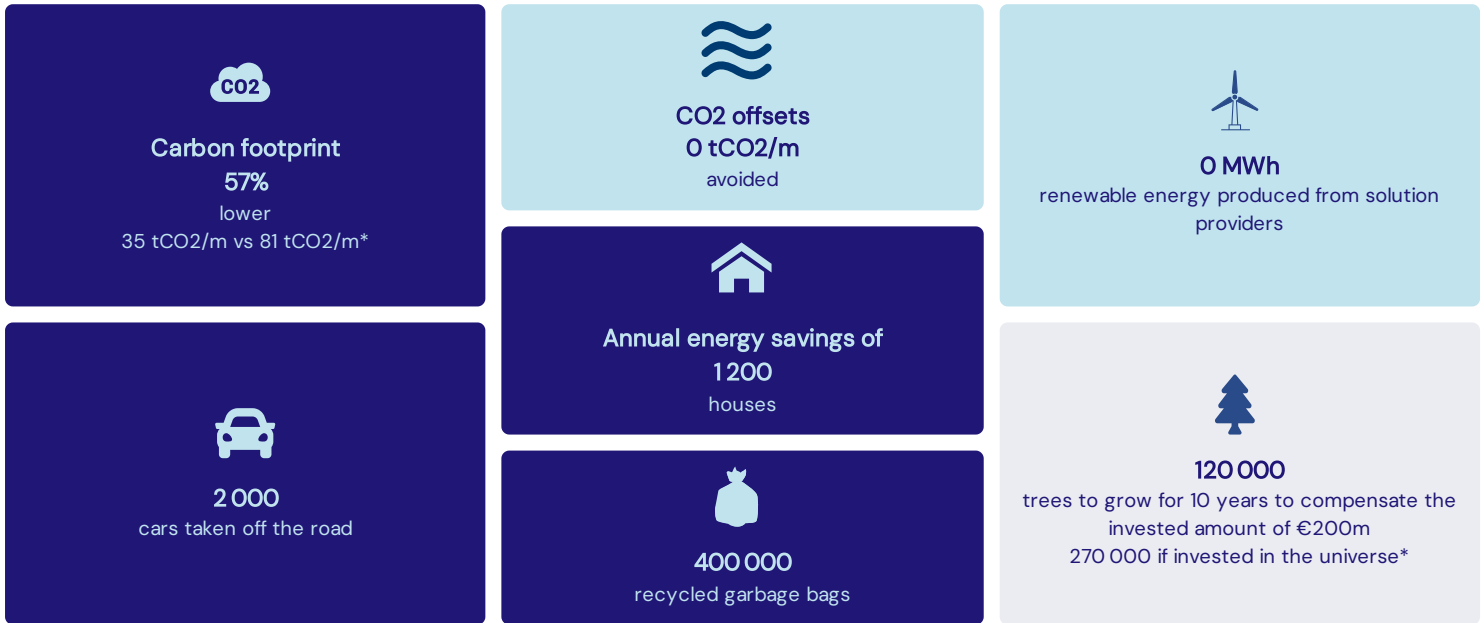 CO2
Carbon footprint
57%
lower
35 tCO2/m vs 81 tCO2/m*
CO2 offsets
0 tCO2/m
avoided
0 MWh
renewable energy produced from solution
providers
Annual energy savings of
1 200
houses
2 000
cars taken off the road
400 000
recycled garbage bags
120 000
trees to grow for 10 years to compensate the
invested amount of €200m
270 000 if invested in the universe*